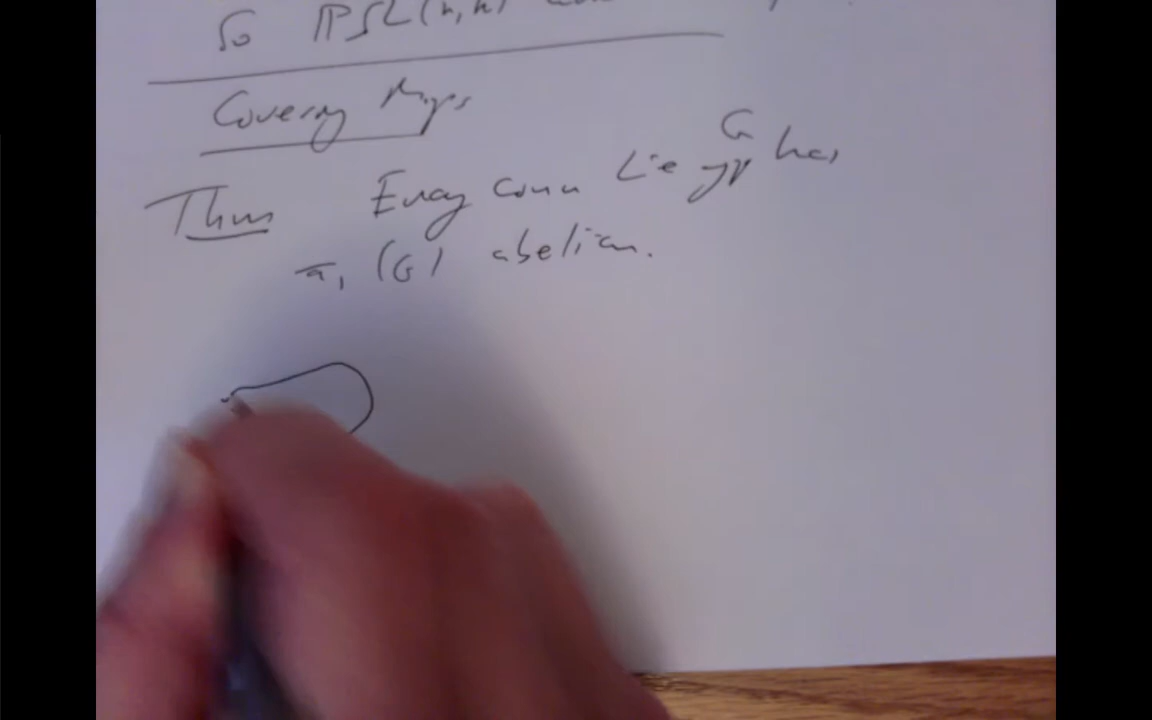 So PSL(n,
Covering Maps
Thm Every conn Lie gp G has
π₁(G) abelian.